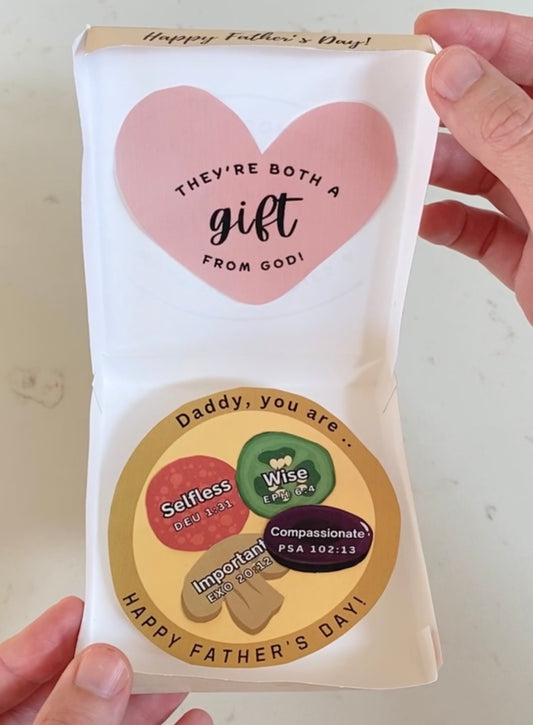 Happy Father's Day!
THEY'RE BOTH A
gift
FROM GOD!
Daddy, you are ..
Selfless
DEU 1:31
Wise
EPH 6:4
Compassionate
PSA 102:13
Important
EXO 20:12
HAPPY FATHER'S DAY!